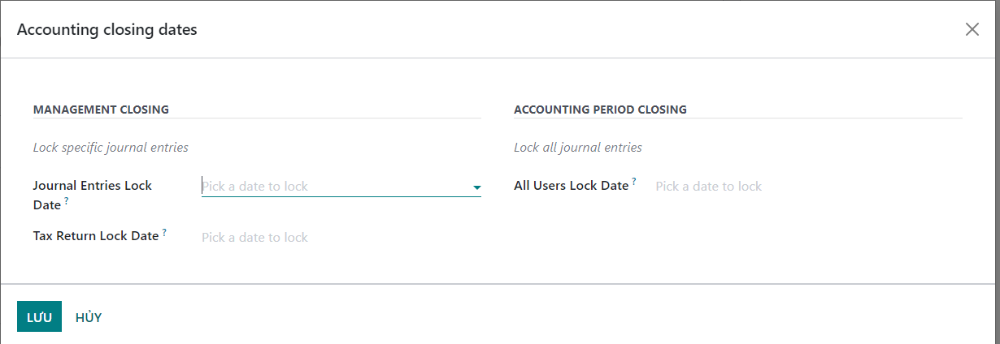 Accounting closing dates
MANAGEMENT CLOSING
Lock specific journal entries
Journal Entries Lock
Date ?
Pick a date to lock
Tax Return Lock Date ?
Pick a date to lock
ACCOUNTING PERIOD CLOSING
Lock all journal entries
All Users Lock Date ?
Pick a date to lock
LƯU
HỦY